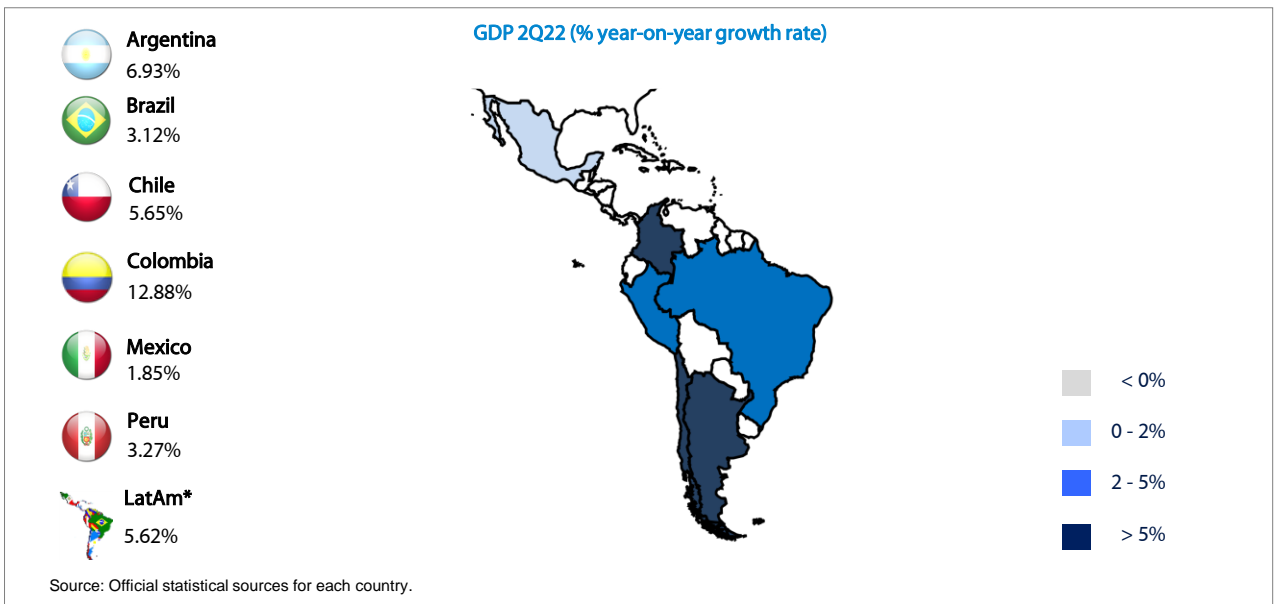 GDP 2Q22 (% year-on-year growth rate)
Argentina
6.93%
Brazil
3.12%
Chile
5.65%
Colombia
12.88%
Mexico
1.85%
Peru
3.27%
LatAm*
5.62%
< 0%
0 - 2%
2 - 5%
> 5%
Source: Official statistical sources for each country.